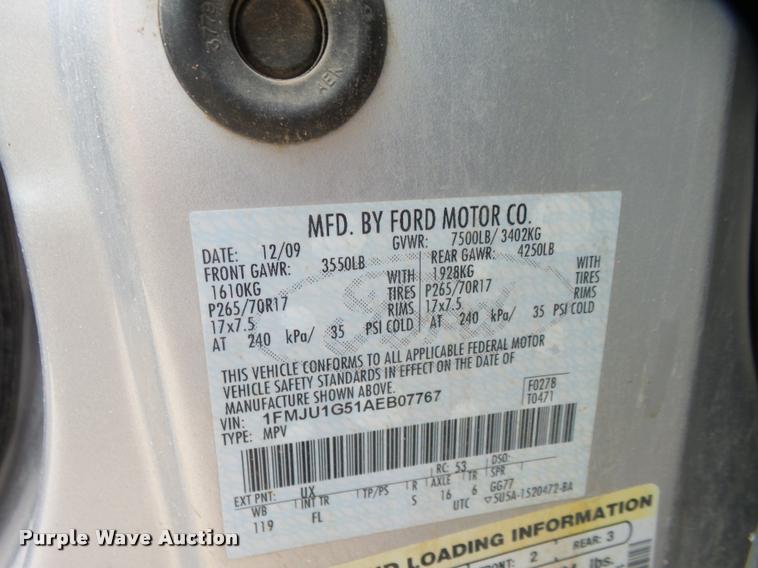 3779
AEK
MFD. BY FORD MOTOR CO.
DATE: 12/09 GVWR: 7500LB/ 3402KG
FRONT GAWR: 3550LB REAR GAWR: 4250LB
1610KG WITH 1928KG WITH
P265/70R17 TIRES P265/70R17 TIRES
17x7.5 RIMS 17x7.5 RIMS
AT 240 kPa/ 35 PSI COLD AT 240 kPa/ 35 PSI COLD
THIS VEHICLE CONFORMS TO ALL APPLICABLE FEDERAL MOTOR
VEHICLE SAFETY STANDARDS IN EFFECT ON THE DATE OF
MANUFACTURE SHOWN ABOVE.
VIN: 1FMJU1G51AEB07767 F0278
TYPE: MPV T0471
RC: 53 DSO:
EXT PNT: UX
WB INT TR TP/PS R AXLE TR SPR
119 FL S 16 6 GG77
UTC ▽5U5A-1520472-BA
LOADING INFORMATION
2 REAR: 3
lbs.
Purple Wave Auction